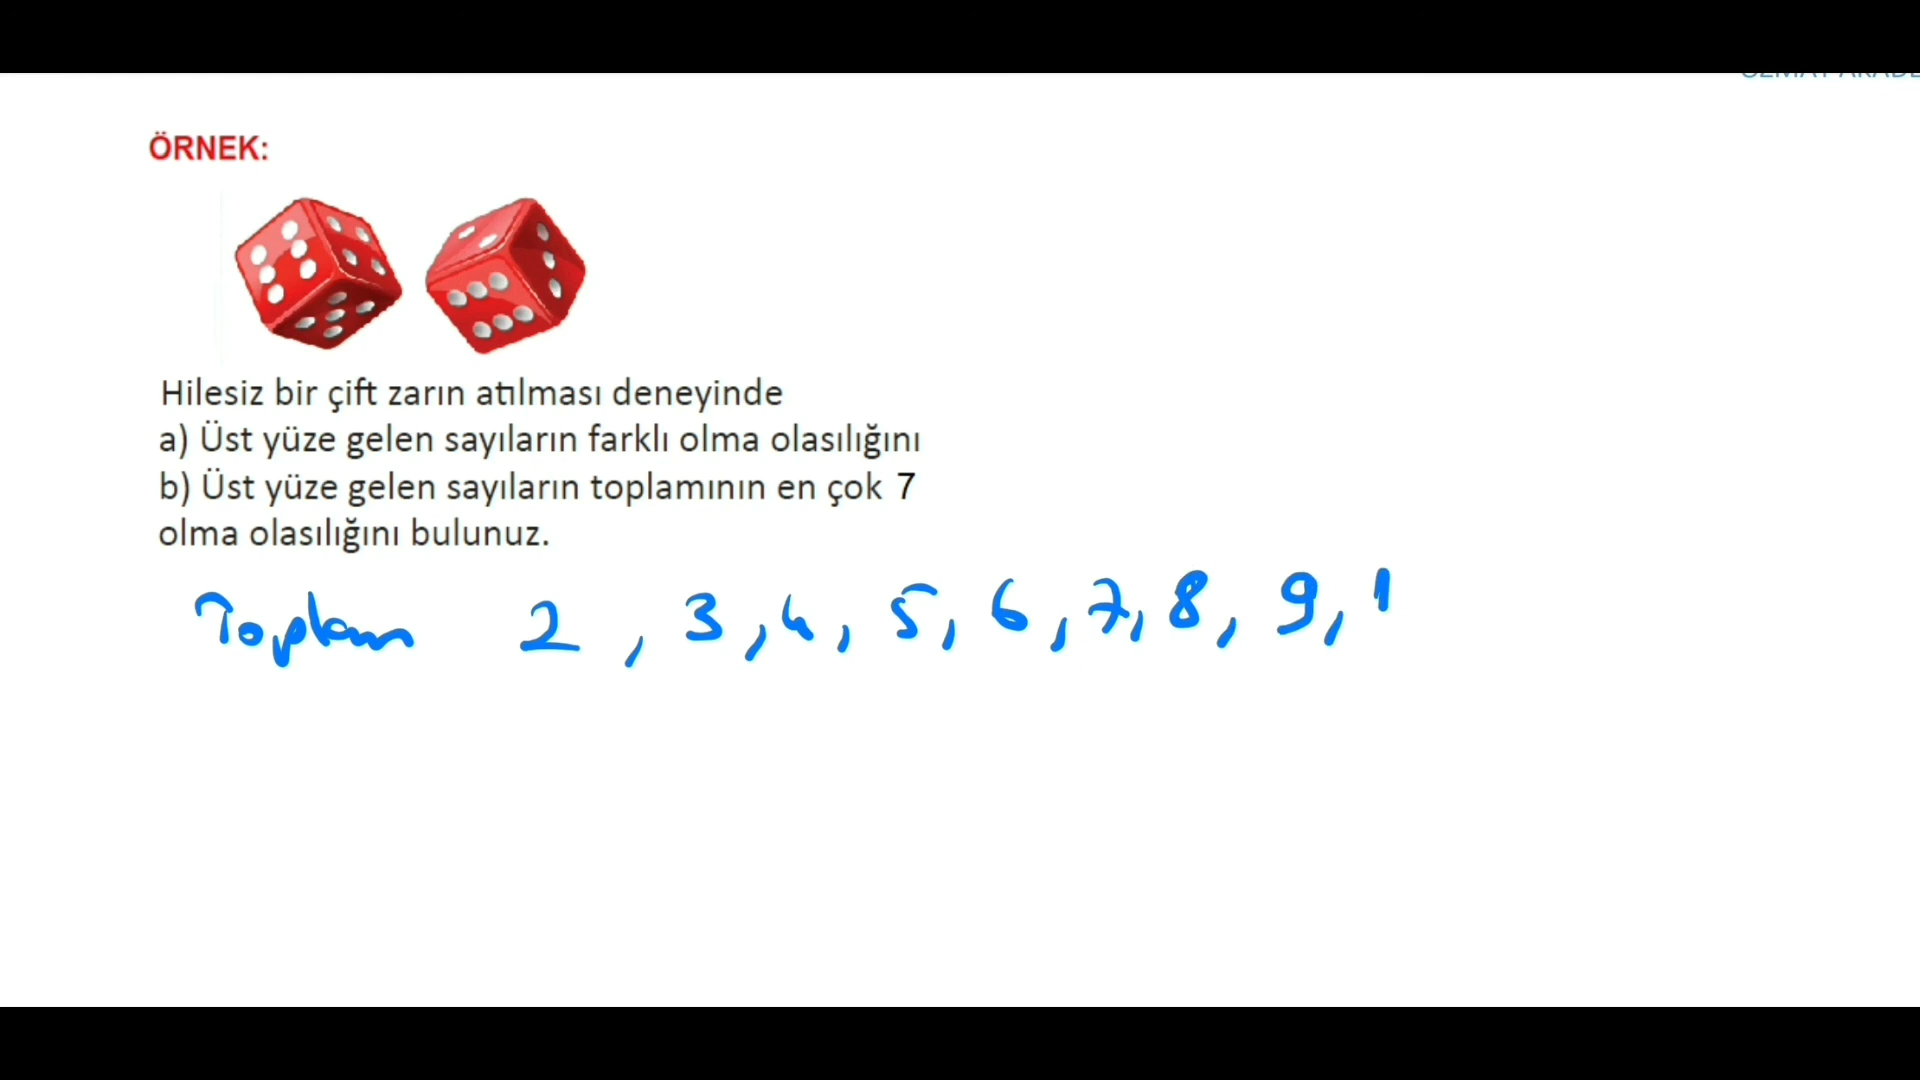 ÖRNEK:
Hilesiz bir çift zarın atılması deneyinde
a) Üst yüze gelen sayıların farklı olma olasılığını
b) Üst yüze gelen sayıların toplamının en çok 7
olma olasılığını bulunuz.
Toplam 2, 3, 4, 5, 6, 7, 8, 9, 1